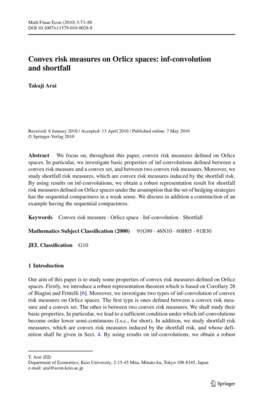 Math Finan Econ (2010) 3:73–88
DOI 10.1007/s11579-010-0028-8
Convex risk measures on Orlicz spaces: inf-convolution
and shortfall
Takuji Arai
Received: 6 January 2010 / Accepted: 13 April 2010 / Published online: 7 May 2010
© Springer-Verlag 2010
Abstract We focus on, throughout this paper, convex risk measures defined on Orlicz
spaces. In particular, we investigate basic properties of inf-convolutions defined between a
convex risk measure and a convex set, and between two convex risk measures. Moreover, we
study shortfall risk measures, which are convex risk measures induced by the shortfall risk.
By using results on inf-convolutions, we obtain a robust representation result for shortfall
risk measures defined on Orlicz spaces under the assumption that the set of hedging strategies
has the sequential compactness in a weak sense. We discuss in addition a construction of an
example having the sequential compactness.
Keywords Convex risk measure · Orlicz space · Inf-convolution · Shortfall
Mathematics Subject Classification (2000) 91G99 · 46N10 · 60H05 · 91B30
JEL Classification G10
1 Introduction
Our aim of this paper is to study some properties of convex risk measures defined on Orlicz
spaces. Firstly, we introduce a robust representation theorem which is based on Corollary 28
of Biagini and Frittelli [6]. Moreover, we investigate two types of inf-convolution of convex
risk measures on Orlicz spaces. The first type is ones defined between a convex risk mea-
sure and a convex set. The other is between two convex risk measures. We shall study their
basic properties. In particular, we lead to a sufficient condition under which inf-convolutions
become order lower semi-continuous (l.s.c., for short). In addition, we study shortfall risk
measures, which are convex risk measures induced by the shortfall risk, and whose defi-
nition shall be given in Sect. 4. By using results on inf-convolutions, we obtain a robust
T. Arai (✉)
Department of Economics, Keio University, 2-15-45 Mita, Minato-ku, Tokyo 108-8345, Japan
e-mail: arai@econ.keio.ac.jp
Springer